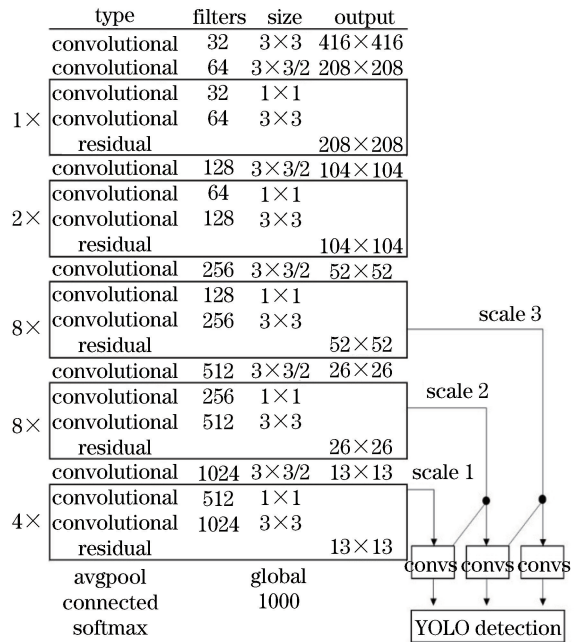 type filters size output
convolutional 32 3×3 416×416
convolutional 64 3×3/2 208×208
convolutional 32 1×1
1× convolutional 64 3×3
residual 208×208
convolutional 128 3×3/2 104×104
convolutional 64 1×1
2× convolutional 128 3×3
residual 104×104
convolutional 256 3×3/2 52×52
convolutional 128 1×1
8× convolutional 256 3×3
scale 3
residual 52×52
convolutional 512 3×3/2 26×26
convolutional 256 1×1
scale 2
8× convolutional 512 3×3
residual 26×26
convolutional 1024 3×3/2 13×13
scale 1
convolutional 512 1×1
4× convolutional 1024 3×3
residual 13×13
convs convs convs
avgpool global
connected 1000
softmax
YOLO detection